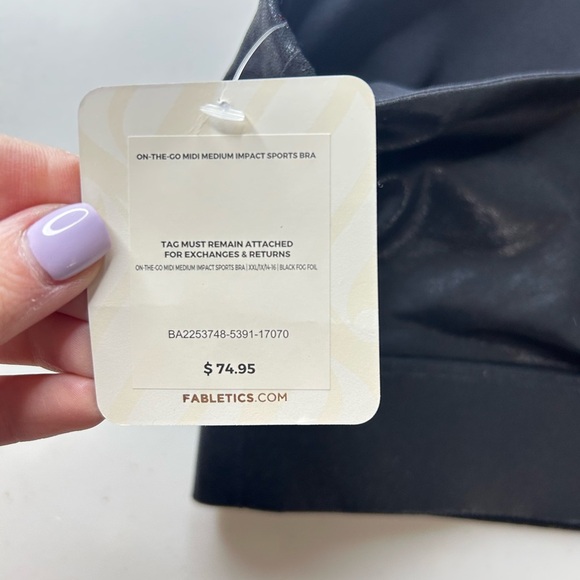 ON-THE-GO MIDI MEDIUM IMPACT SPORTS BRA
TAG MUST REMAIN ATTACHED
FOR EXCHANGES & RETURNS
ON-THE-GO MIDI MEDIUM IMPACT SPORTS BRA | XXL/1X/14-16 | BLACK FOG FOIL
BA2253748-5391-17070
$ 74.95
FABLETICS.COM